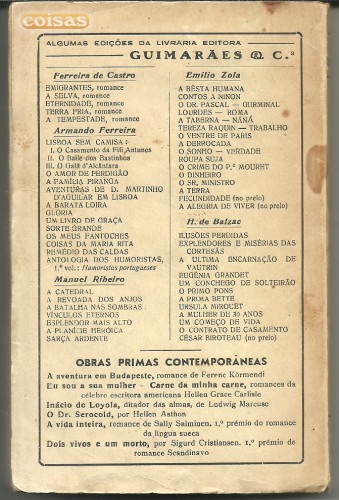 coisas
ALGUMAS EDIÇÕES DA LIVRARIA EDITORA
GUIMARÃES & C.ª
Ferreira de Castro
EMIGRANTES, romance
A SELVA, romance
ETERNIDADE, romance
TERRA FRIA, romance
A TEMPESTADE, romance
Armando Ferreira
LISBOA SEM CAMISA:
I. O Casamento da Fifi Antunes
II. O Baile dos Bastinhos
III. O Galã d'Alcântara
O AMOR DE PERDIGÃO
A FAMÍLIA PIRANGA
AVENTURAS DE D. MARTINHO
D'AGUILAR EM LISBOA
A BARATA LOIRA
GLORIA
UM LIVRO DE GRAÇA
SORTE GRANDE
OS MEUS FANTOCHES
COISAS DA MARIA RITA
REMÉDIO DAS CALDAS
ANTOLOGIA DOS HUMORISTAS,
1.º vol.: Humoristas portugueses
Manuel Ribeiro
A CATEDRAL
A REVOADA DOS ANJOS
A BATALHA NAS SOMBRAS
VÍNCULOS ETERNOS
ESPLENDOR MAIS ALTO
A PLANÍCIE HERÓICA
SARÇA ARDENTE
Emílio Zola
A BÊSTA HUMANA
CONTOS A NINON
O DR. PASCAL — GERMINAL
LOURDES — ROMA
A TABERNA — NÁNÁ
TERESA RAQUIN — TRABALHO
O VENTRE DE PARIS
A DERROCADA
O SONHO — VERDADE
ROUPA SUJA
O CRIME DO P.e MOURET
O DINHEIRO
O SR. MINISTRO
A TERRA
FECUNDIDADE (no prelo)
A ALEGRIA DE VIVER (no prelo)
H. de Balzac
ILUSÕES PERDIDAS
EXPLENDORES E MISÉRIAS DAS
CORTESÃS
A ULTIMA ENCARNAÇÃO DE
VAUTRIN
EUGÉNIA GRANDET
UM CONCHEGO DE SOLTEIRÃO
O PRIMO PONS
A PRIMA BETTE
URSULA MIROUËT
A MULHER DE 30 ANOS
UM COMEÇO DE VIDA
O CONTRATO DE CASAMENTO
CÉSAR BIROTEAU (no prelo)
OBRAS PRIMAS CONTEMPORÂNEAS
A aventura em Budapeste, romance de Ferenc Körmendi
Eu sou a sua mulher - Carne da minha carne, romances da
célebre escritora americana Hellen Grace Carlisle
Inácio de Loyola, ditador das almas, de Ludwig Marcuse
O Dr. Serocold, por Hellen Asthon
A vida inteira, romance de Sally Salminen. 1.º prémio do romance
da língua sueca
Dois vivos e um morto, por Sigurd Cristiansen. 1.º prémio de
romance Scandinavo